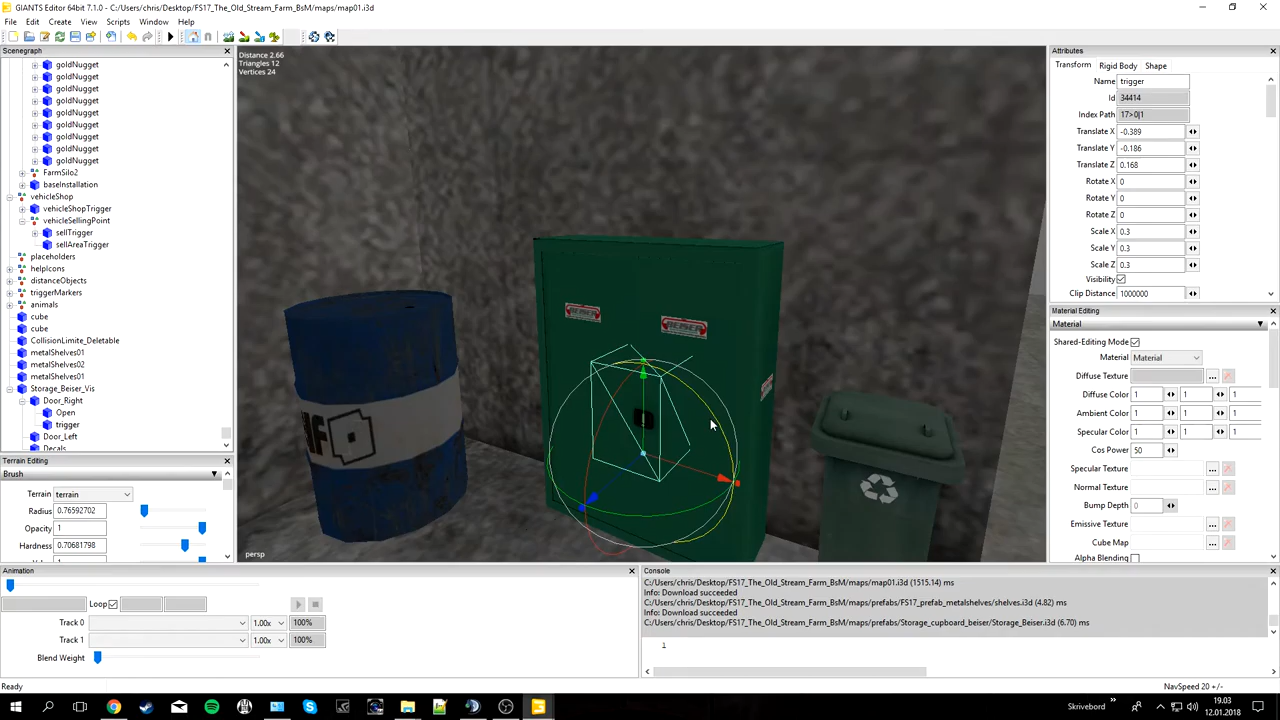 GIANTS Editor 64bit 7.1.0 - C:/Users/chris/Desktop/FS17_The_Old_Stream_Farm_BsM/maps/map01.i3d
File Edit Create View Scripts Window Help
Scenegraph
goldNugget
goldNugget
goldNugget
goldNugget
goldNugget
goldNugget
goldNugget
goldNugget
goldNugget
FarmSilo2
baseInstallation
vehicleShop
vehicleShopTrigger
vehicleSellingPoint
sellTrigger
sellAreaTrigger
placeholders
helpIcons
distanceObjects
triggerMarkers
animals
cube
cube
CollisionLimite_Deletable
metalShelves01
metalShelves02
metalShelves01
Storage_Beiser_Vis
Door_Right
Open
trigger
Door_Left
Decals
Terrain Editing
Brush
Terrain terrain
Radius 0.76592702
Opacity 1
Hardness 0.70681798
Distance 2.66
Triangles 12
Vertices 24
BEISER
BEISER
persp
Attributes
Transform Rigid Body Shape
Name trigger
Id 34414
Index Path 17>0|1
Translate X -0.389
Translate Y -0.186
Translate Z 0.168
Rotate X 0
Rotate Y 0
Rotate Z 0
Scale X 0.3
Scale Y 0.3
Scale Z 0.3
Visibility
Clip Distance 1000000
Material Editing
Material
Shared-Editing Mode
Material Material
Diffuse Texture ...
Diffuse Color 1 1 1
Ambient Color 1 1 1
Specular Color 1 1 1
Cos Power 50
Specular Texture ...
Normal Texture ...
Bump Depth 0
Emissive Texture ...
Cube Map ...
Alpha Blending
Animation
Loop
Track 0 1.00x 100%
Track 1 1.00x 100%
Blend Weight
Console
C:/Users/chris/Desktop/FS17_The_Old_Stream_Farm_BsM/maps/map01.i3d (1515.14) ms
Info: Download succeeded
C:/Users/chris/Desktop/FS17_The_Old_Stream_Farm_BsM/maps/prefabs/FS17_prefab_metalshelves/shelves.i3d (4.82) ms
Info: Download succeeded
C:/Users/chris/Desktop/FS17_The_Old_Stream_Farm_BsM/maps/prefabs/Storage_cupboard_beiser/Storage_Beiser.i3d (6.70) ms
1
Ready
NavSpeed 20 +/-
Skrivebord
19.03
12.01.2018